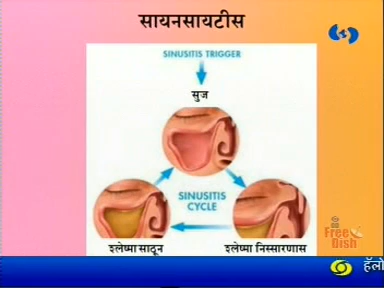 सायनसायटीस
SINUSITIS TRIGGER
सुज
SINUSITIS
CYCLE
श्लेष्मा साठून
श्लेष्मा निस्सारणास
Free
Dish
हॅलो